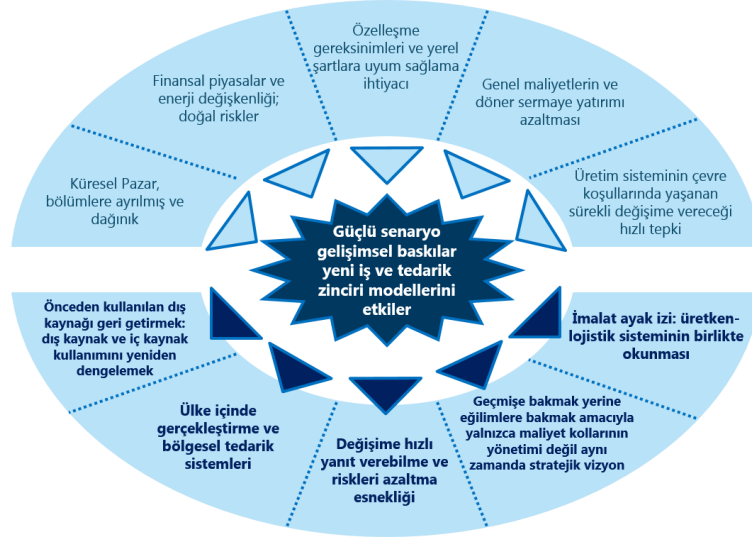 Özelleşme
gereksinimleri ve yerel
şartlara uyum sağlama
ihtiyacı
Finansal piyasalar ve
enerji değişkenliği;
doğal riskler
Genel maliyetlerin ve
döner sermaye yatırımı
azaltması
Küresel Pazar,
bölümlere ayrılmış ve
dağınık
Üretim sisteminin çevre
koşullarında yaşanan
sürekli değişime vereceği
hızlı tepki
Güçlü senaryo
gelişimsel baskılar
yeni iş ve tedarik
zinciri modellerini
etkiler
Önceden kullanılan dış
kaynağı geri getirmek:
dış kaynak ve iç kaynak
kullanımını yeniden
dengelemek
İmalat ayak izi: üretken-
lojistik sisteminin birlikte
okunması
Ülke içinde
gerçekleştirme ve
bölgesel tedarik
sistemleri
Değişime hızlı
yanıt verebilme ve
riskleri azaltma
esnekliği
Geçmişe bakmak yerine
eğilimlere bakmak amacıyla
yalnızca maliyet kollarının
yönetimi değil aynı
zamanda stratejik vizyon